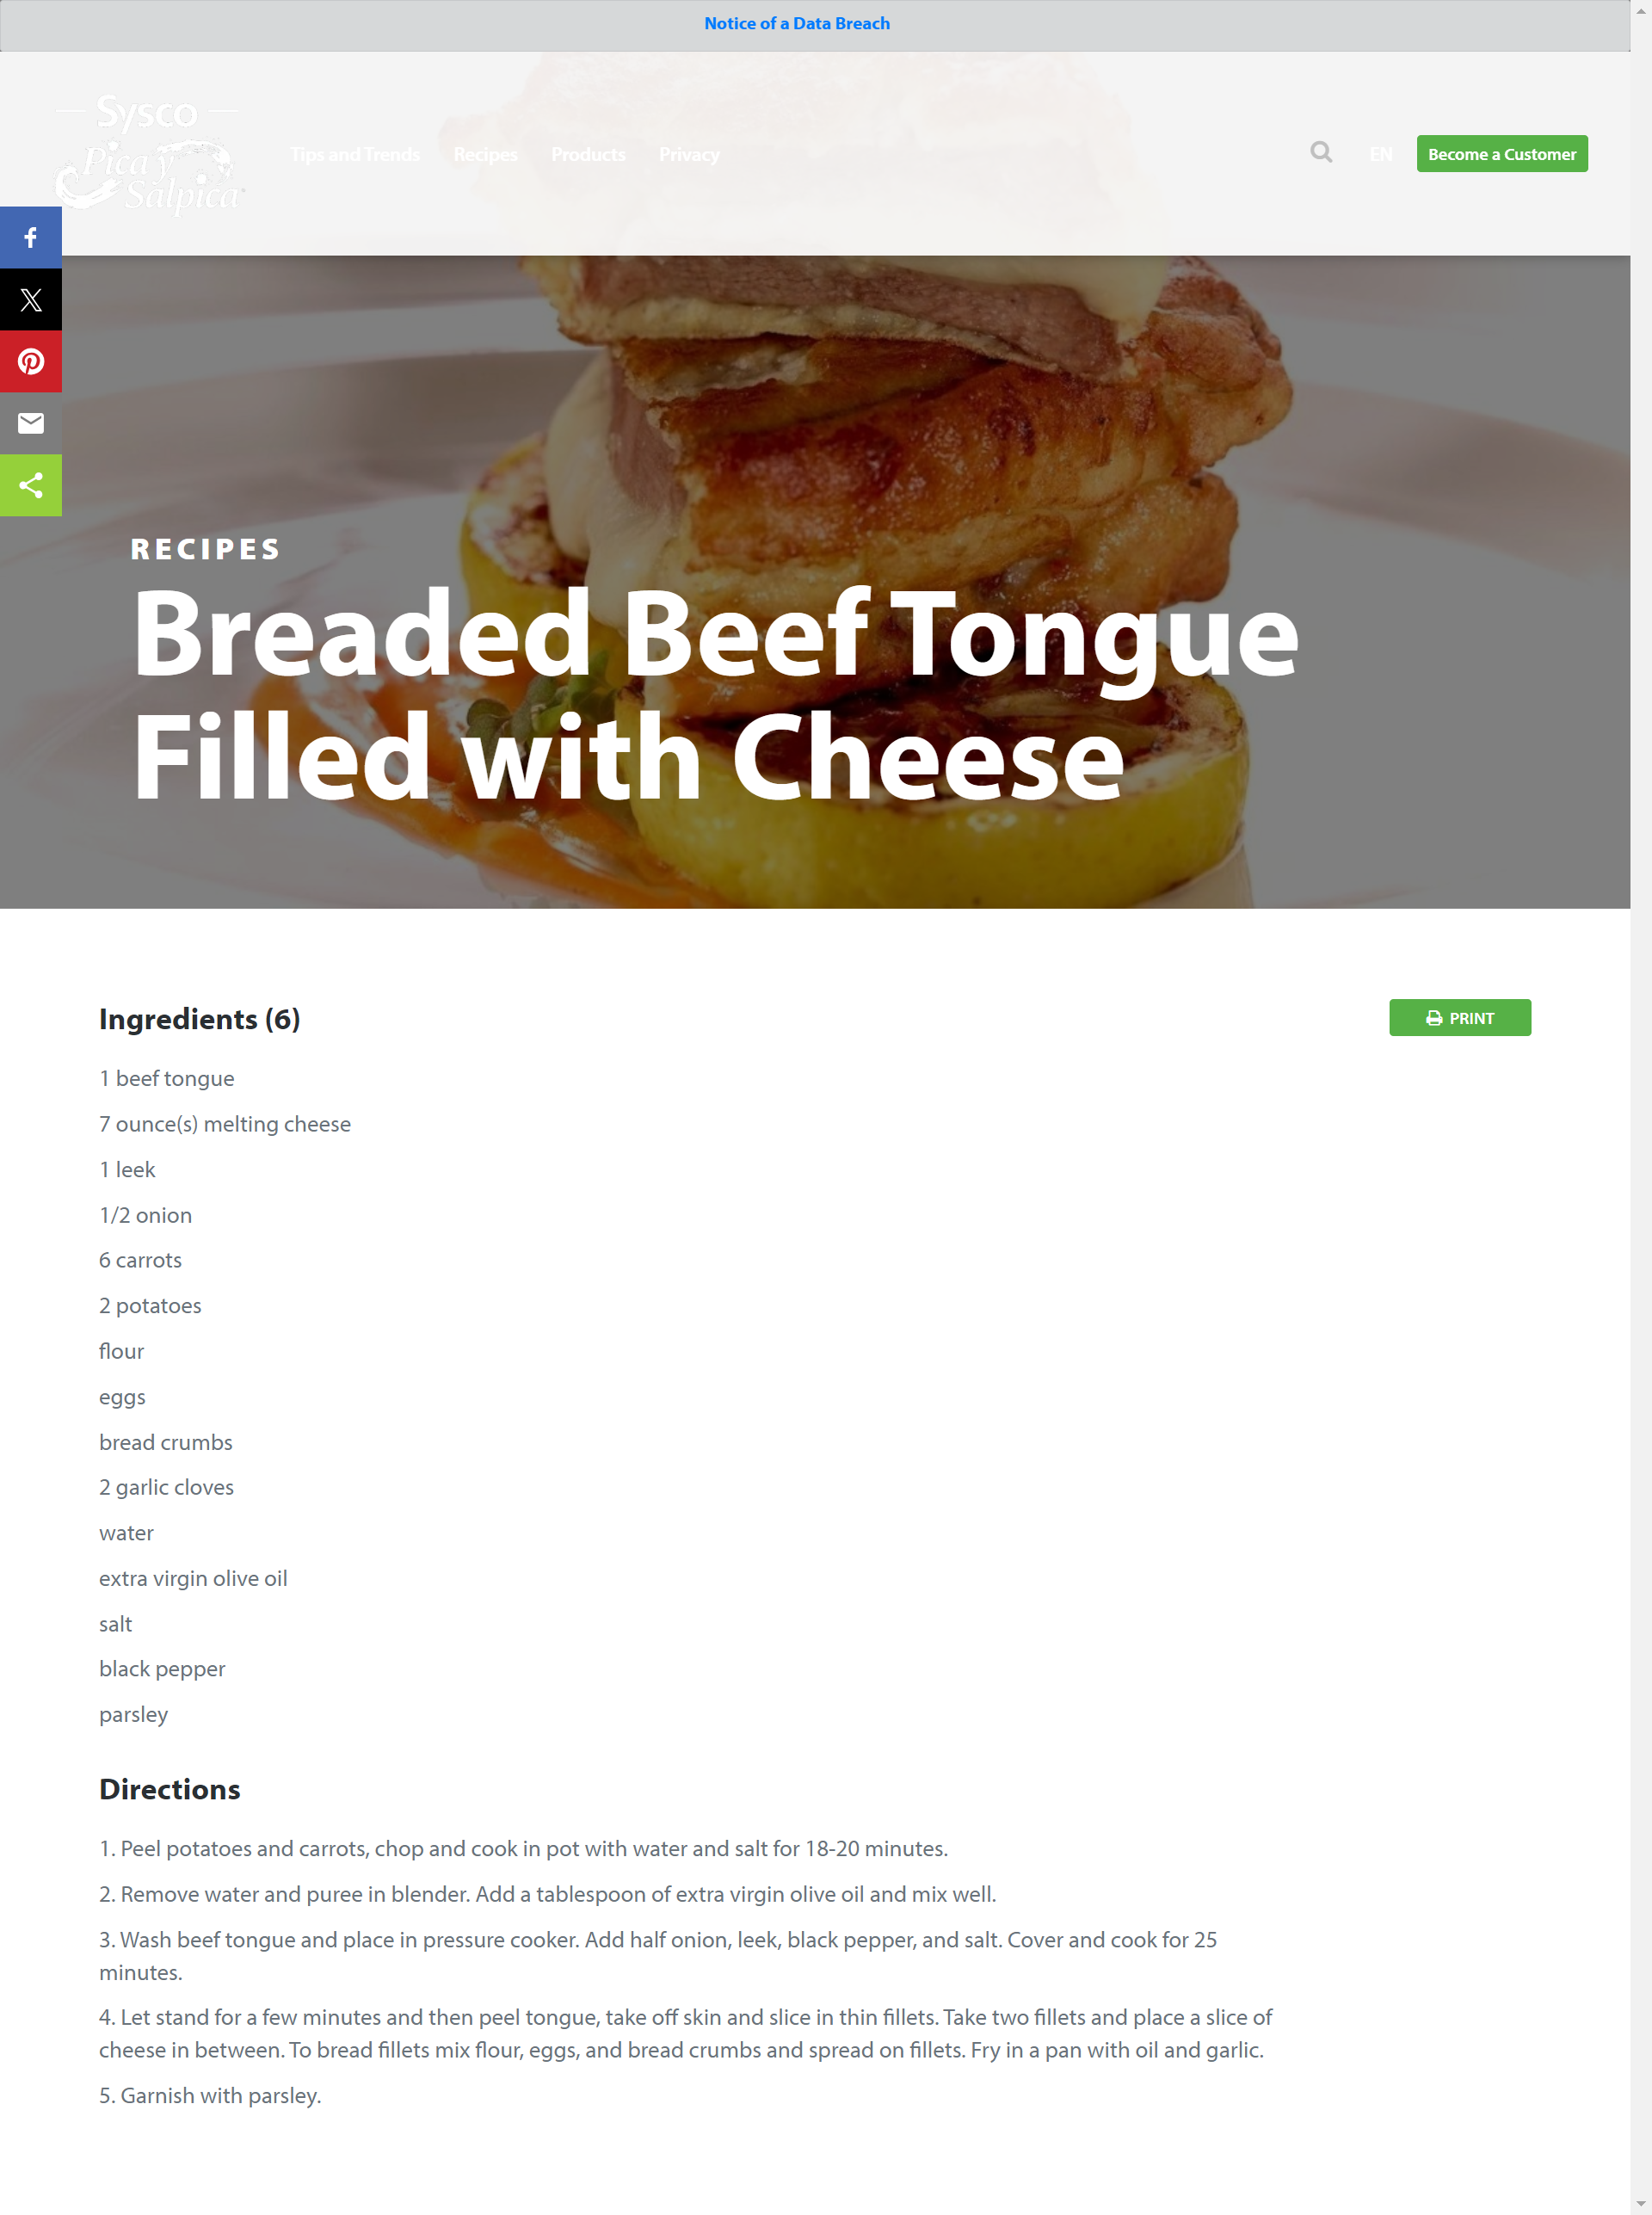 Notice of a Data Breach
Sysco
Pica y
Salpica
Tips and Trends Recipes Products Privacy
EN
Become a Customer
RECIPES
Breaded Beef Tongue
Filled with Cheese
Ingredients (6)
PRINT
1 beef tongue
7 ounce(s) melting cheese
1 leek
1/2 onion
6 carrots
2 potatoes
flour
eggs
bread crumbs
2 garlic cloves
water
extra virgin olive oil
salt
black pepper
parsley
Directions
1. Peel potatoes and carrots, chop and cook in pot with water and salt for 18-20 minutes.
2. Remove water and puree in blender. Add a tablespoon of extra virgin olive oil and mix well.
3. Wash beef tongue and place in pressure cooker. Add half onion, leek, black pepper, and salt. Cover and cook for 25
minutes.
4. Let stand for a few minutes and then peel tongue, take off skin and slice in thin fillets. Take two fillets and place a slice of
cheese in between. To bread fillets mix flour, eggs, and bread crumbs and spread on fillets. Fry in a pan with oil and garlic.
5. Garnish with parsley.